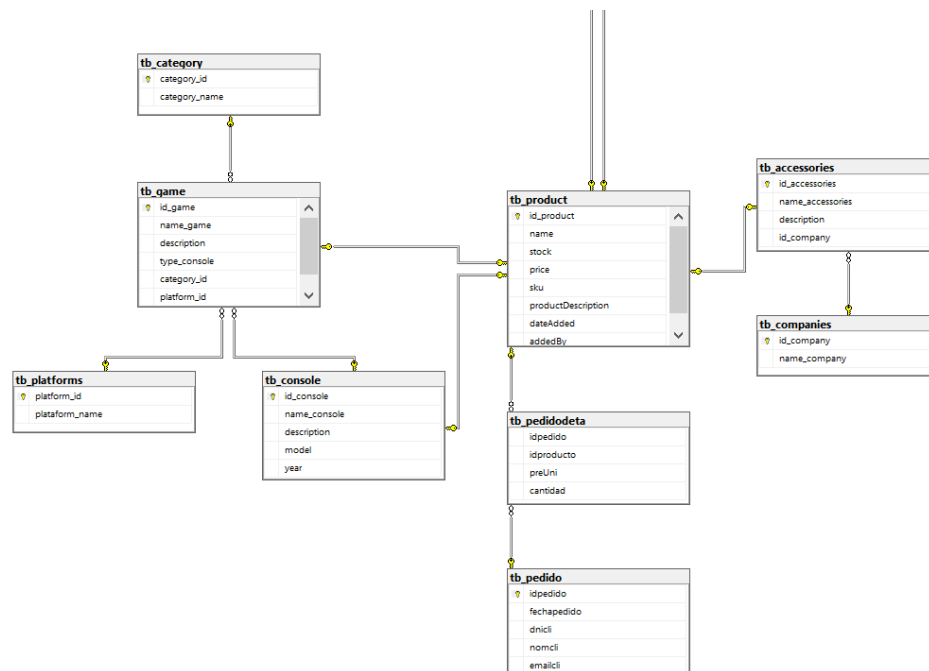 tb_category
category_id
category_name
tb_game
id_game
name_game
description
type_console
category_id
platform_id
tb_platforms
platform_id
plataform_name
tb_console
id_console
name_console
description
model
year
tb_product
id_product
name
stock
price
sku
productDescription
dateAdded
addedBy
tb_pedidodeta
idpedido
idproducto
preUni
cantidad
tb_pedido
idpedido
fechapedido
dnicli
nomcli
emailcli
tb_accessories
id_accessories
name_accessories
description
id_company
tb_companies
id_company
name_company